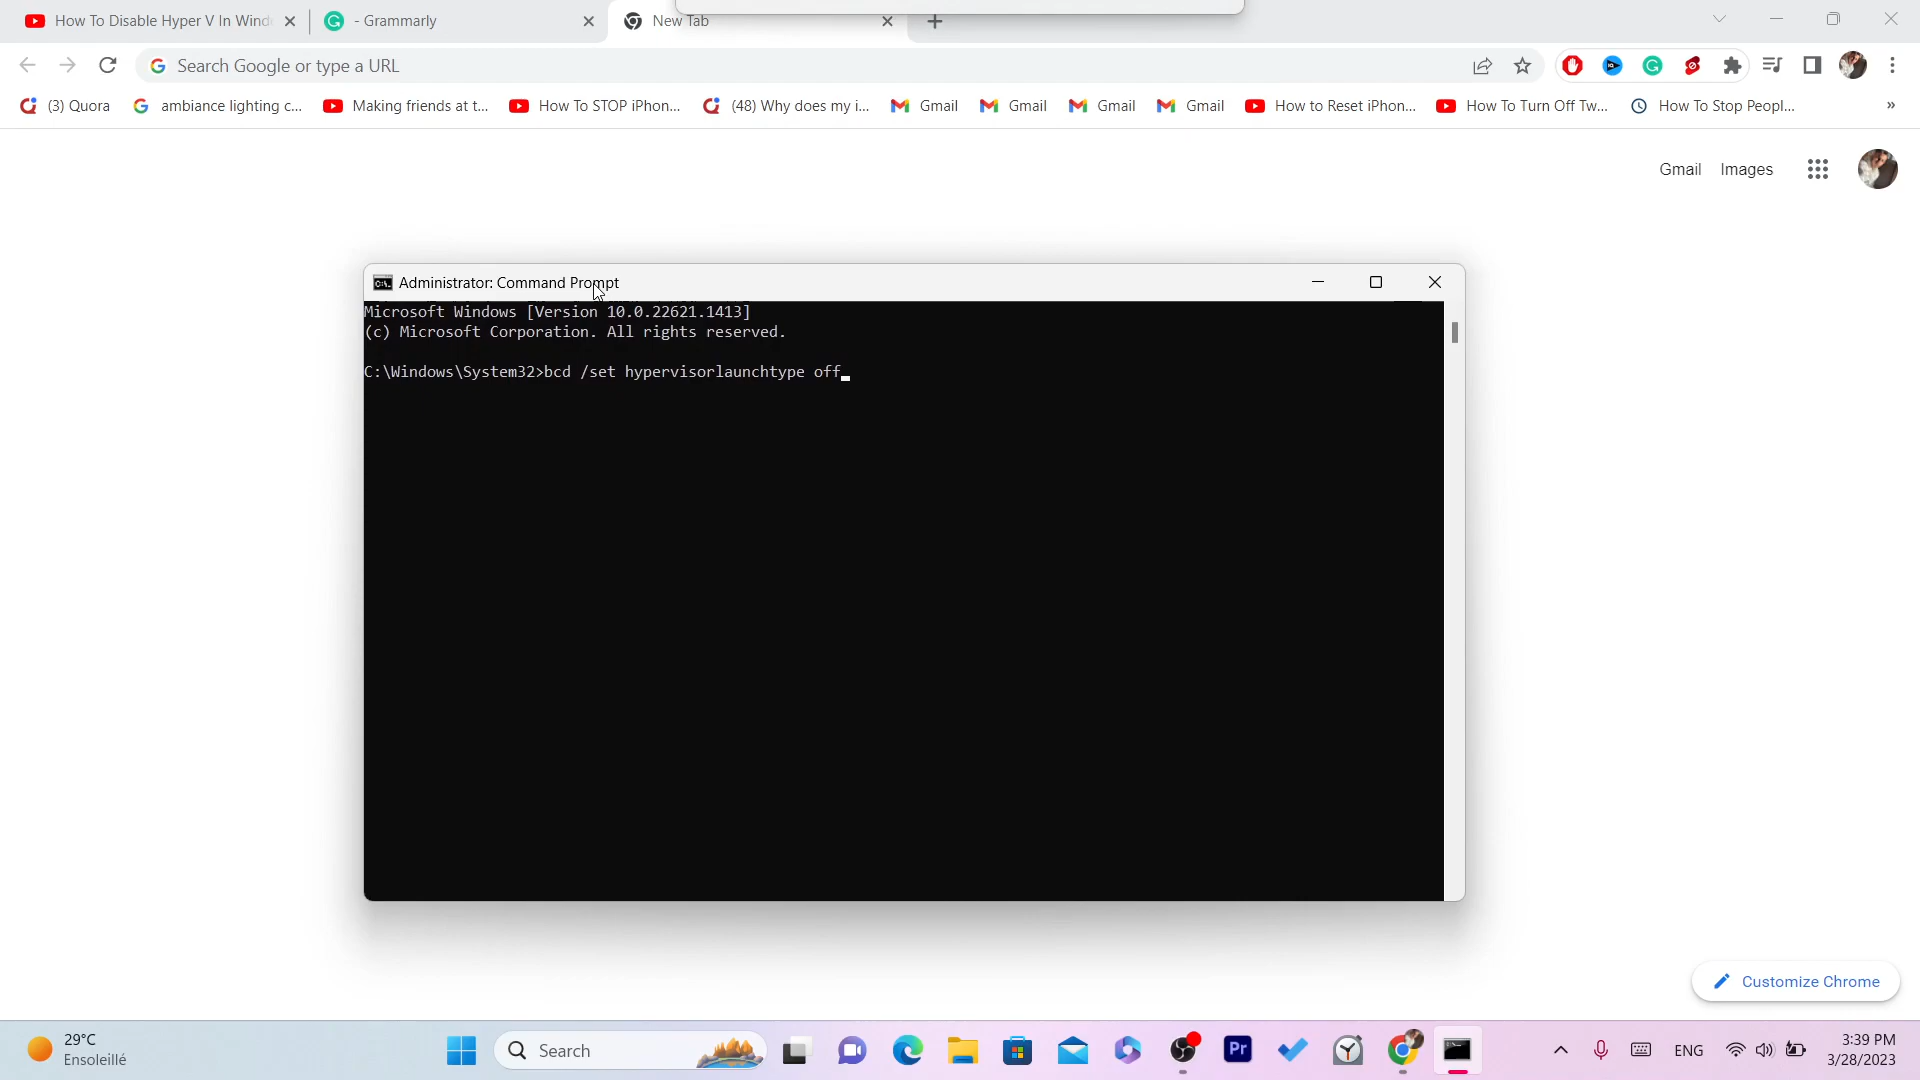 How To Disable Hyper V In Wind
- Grammarly
New Tab
Search Google or type a URL
(3) Quora
ambiance lighting c...
Making friends at t...
How To STOP iPhon...
(48) Why does my i...
Gmail
Gmail
Gmail
Gmail
How to Reset iPhon...
How To Turn Off Tw...
How To Stop Peopl...
»
Gmail Images
Administrator: Command Prompt
Microsoft Windows [Version 10.0.22621.1413]
(c) Microsoft Corporation. All rights reserved.
C:\Windows\System32>bcd /set hypervisorlaunchtype off
Customize Chrome
29°C
Ensoleillé
Search
Pr
ENG
3:39 PM
3/28/2023